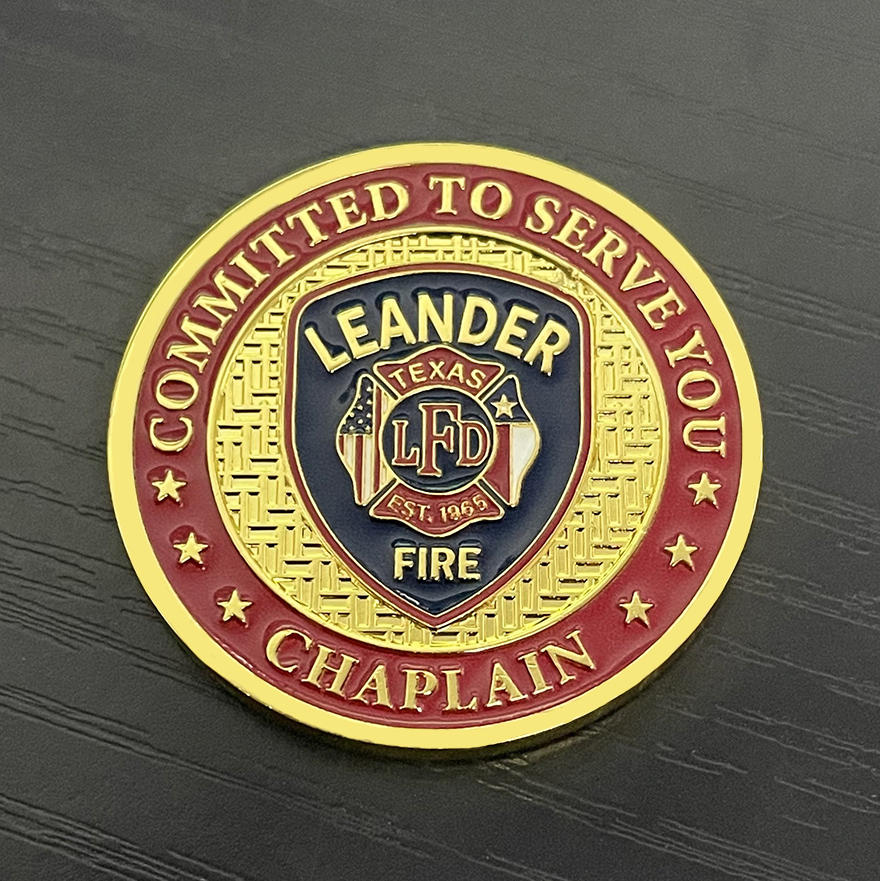 COMMITTED TO SERVE YOU
LEANDER
TEXAS
LFD
EST. 1965
FIRE
CHAPLAIN